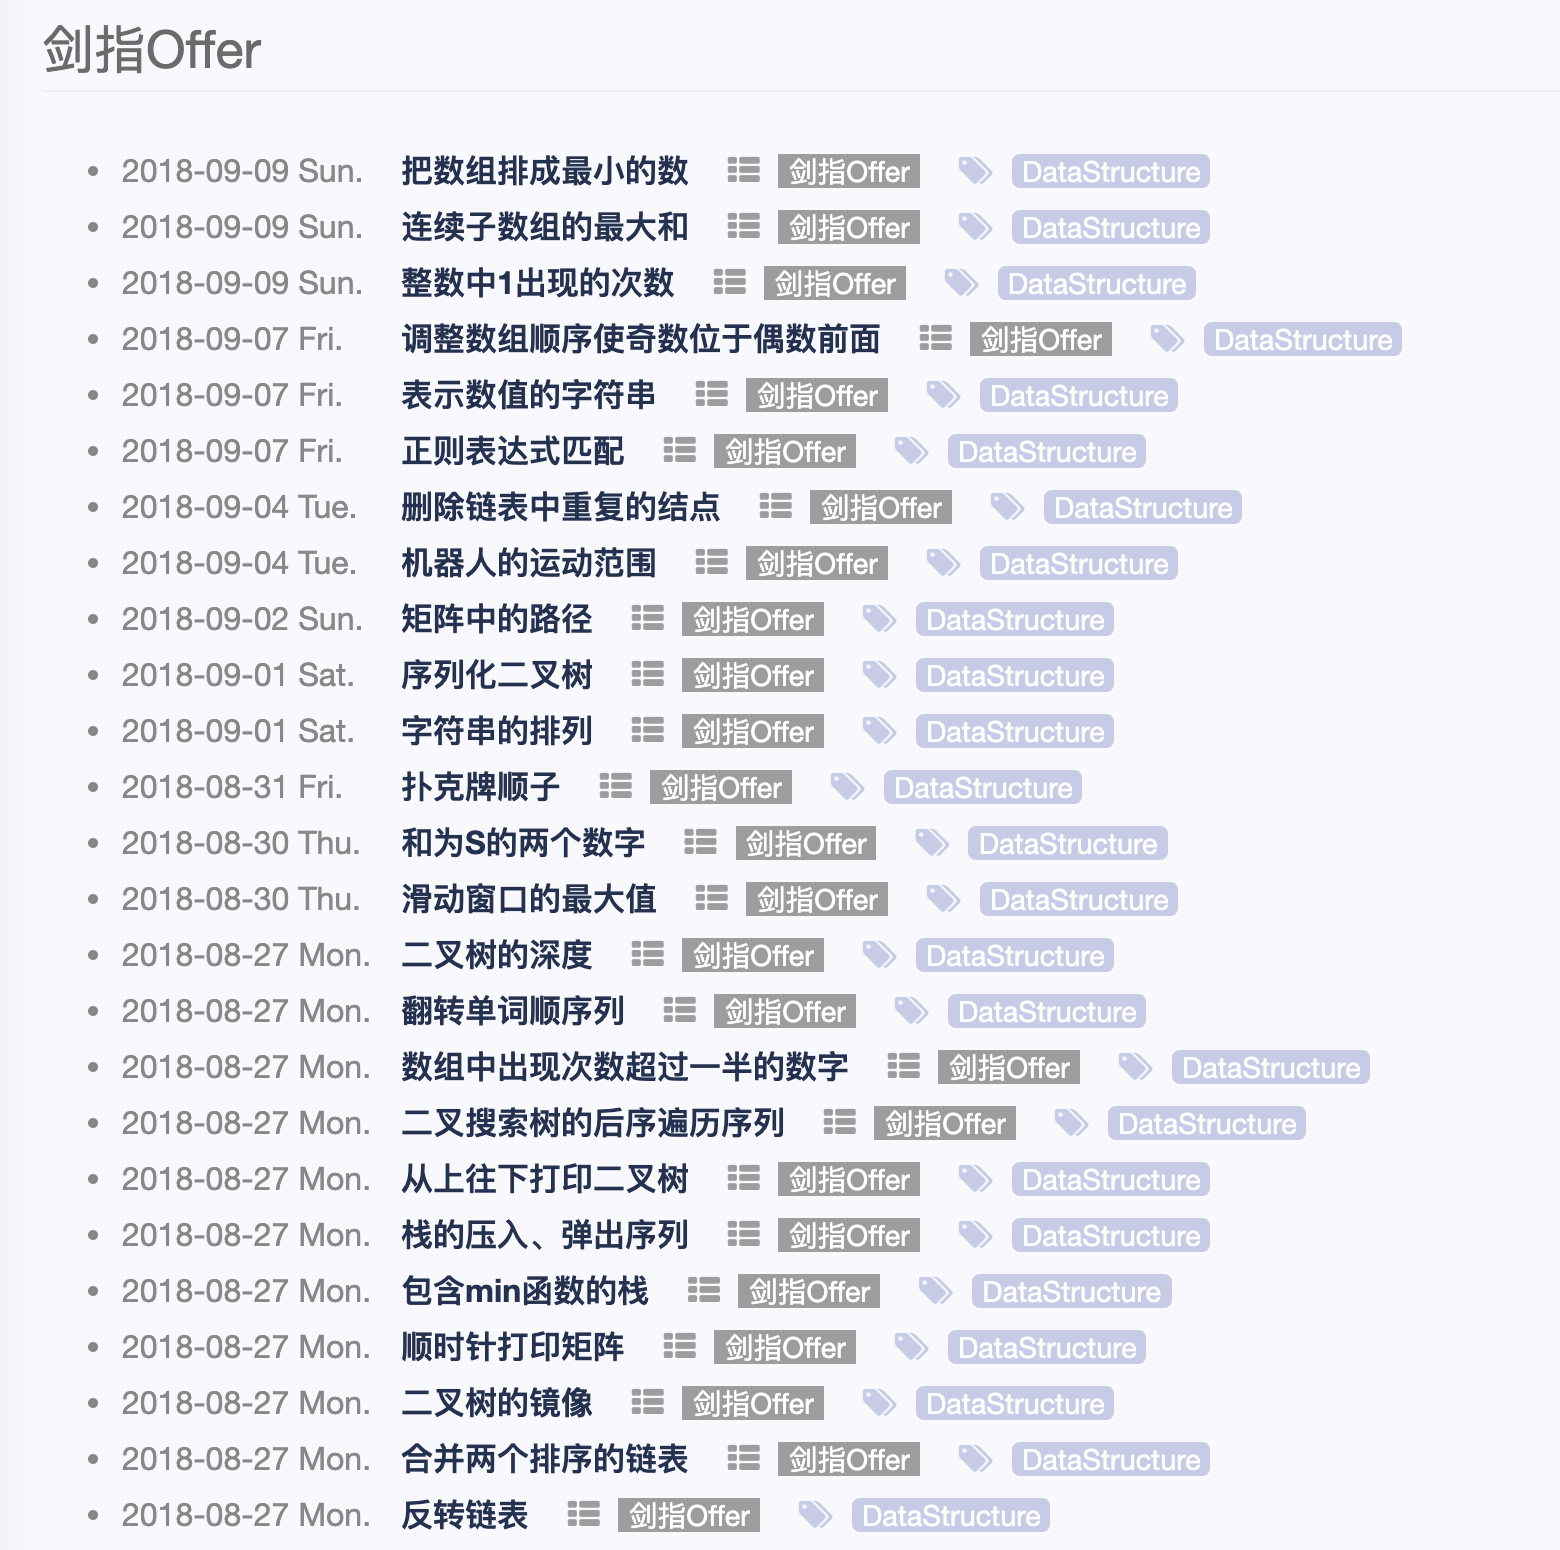 剑指Offer
2018-09-09 Sun. 把数组排成最小的数 剑指Offer DataStructure
2018-09-09 Sun. 连续子数组的最大和 剑指Offer DataStructure
2018-09-09 Sun. 整数中1出现的次数 剑指Offer DataStructure
2018-09-07 Fri. 调整数组顺序使奇数位于偶数前面 剑指Offer DataStructure
2018-09-07 Fri. 表示数值的字符串 剑指Offer DataStructure
2018-09-07 Fri. 正则表达式匹配 剑指Offer DataStructure
2018-09-04 Tue. 删除链表中重复的结点 剑指Offer DataStructure
2018-09-04 Tue. 机器人的运动范围 剑指Offer DataStructure
2018-09-02 Sun. 矩阵中的路径 剑指Offer DataStructure
2018-09-01 Sat. 序列化二叉树 剑指Offer DataStructure
2018-09-01 Sat. 字符串的排列 剑指Offer DataStructure
2018-08-31 Fri. 扑克牌顺子 剑指Offer DataStructure
2018-08-30 Thu. 和为S的两个数字 剑指Offer DataStructure
2018-08-30 Thu. 滑动窗口的最大值 剑指Offer DataStructure
2018-08-27 Mon. 二叉树的深度 剑指Offer DataStructure
2018-08-27 Mon. 翻转单词顺序列 剑指Offer DataStructure
2018-08-27 Mon. 数组中出现次数超过一半的数字 剑指Offer DataStructure
2018-08-27 Mon. 二叉搜索树的后序遍历序列 剑指Offer DataStructure
2018-08-27 Mon. 从上往下打印二叉树 剑指Offer DataStructure
2018-08-27 Mon. 栈的压入、弹出序列 剑指Offer DataStructure
2018-08-27 Mon. 包含min函数的栈 剑指Offer DataStructure
2018-08-27 Mon. 顺时针打印矩阵 剑指Offer DataStructure
2018-08-27 Mon. 二叉树的镜像 剑指Offer DataStructure
2018-08-27 Mon. 合并两个排序的链表 剑指Offer DataStructure
2018-08-27 Mon. 反转链表 剑指Offer DataStructure